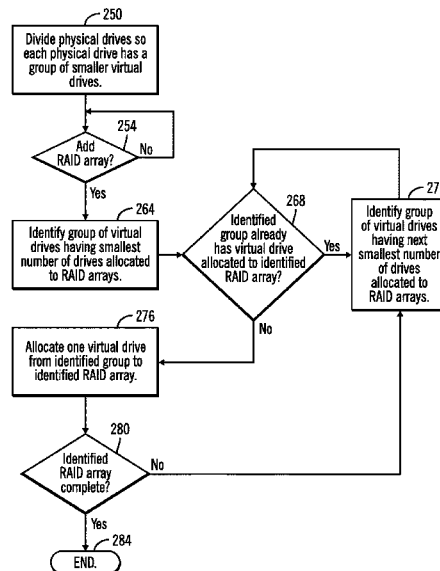 250
Divide physical drives so
each physical drive has a
group of smaller virtual
drives.
254
Add
RAID array?
No
Yes
264
Identify group of virtual
drives having smallest
number of drives allocated
to RAID arrays.
268
Identified
group already
has virtual drive
allocated to identified
RAID array?
Yes
No
27
Identify group
of virtual drives
having next
smallest number
of drives
allocated to
RAID arrays.
276
Allocate one virtual drive
from identified group to
identified RAID array.
280
Identified
RAID array
complete?
No
Yes
284
END.